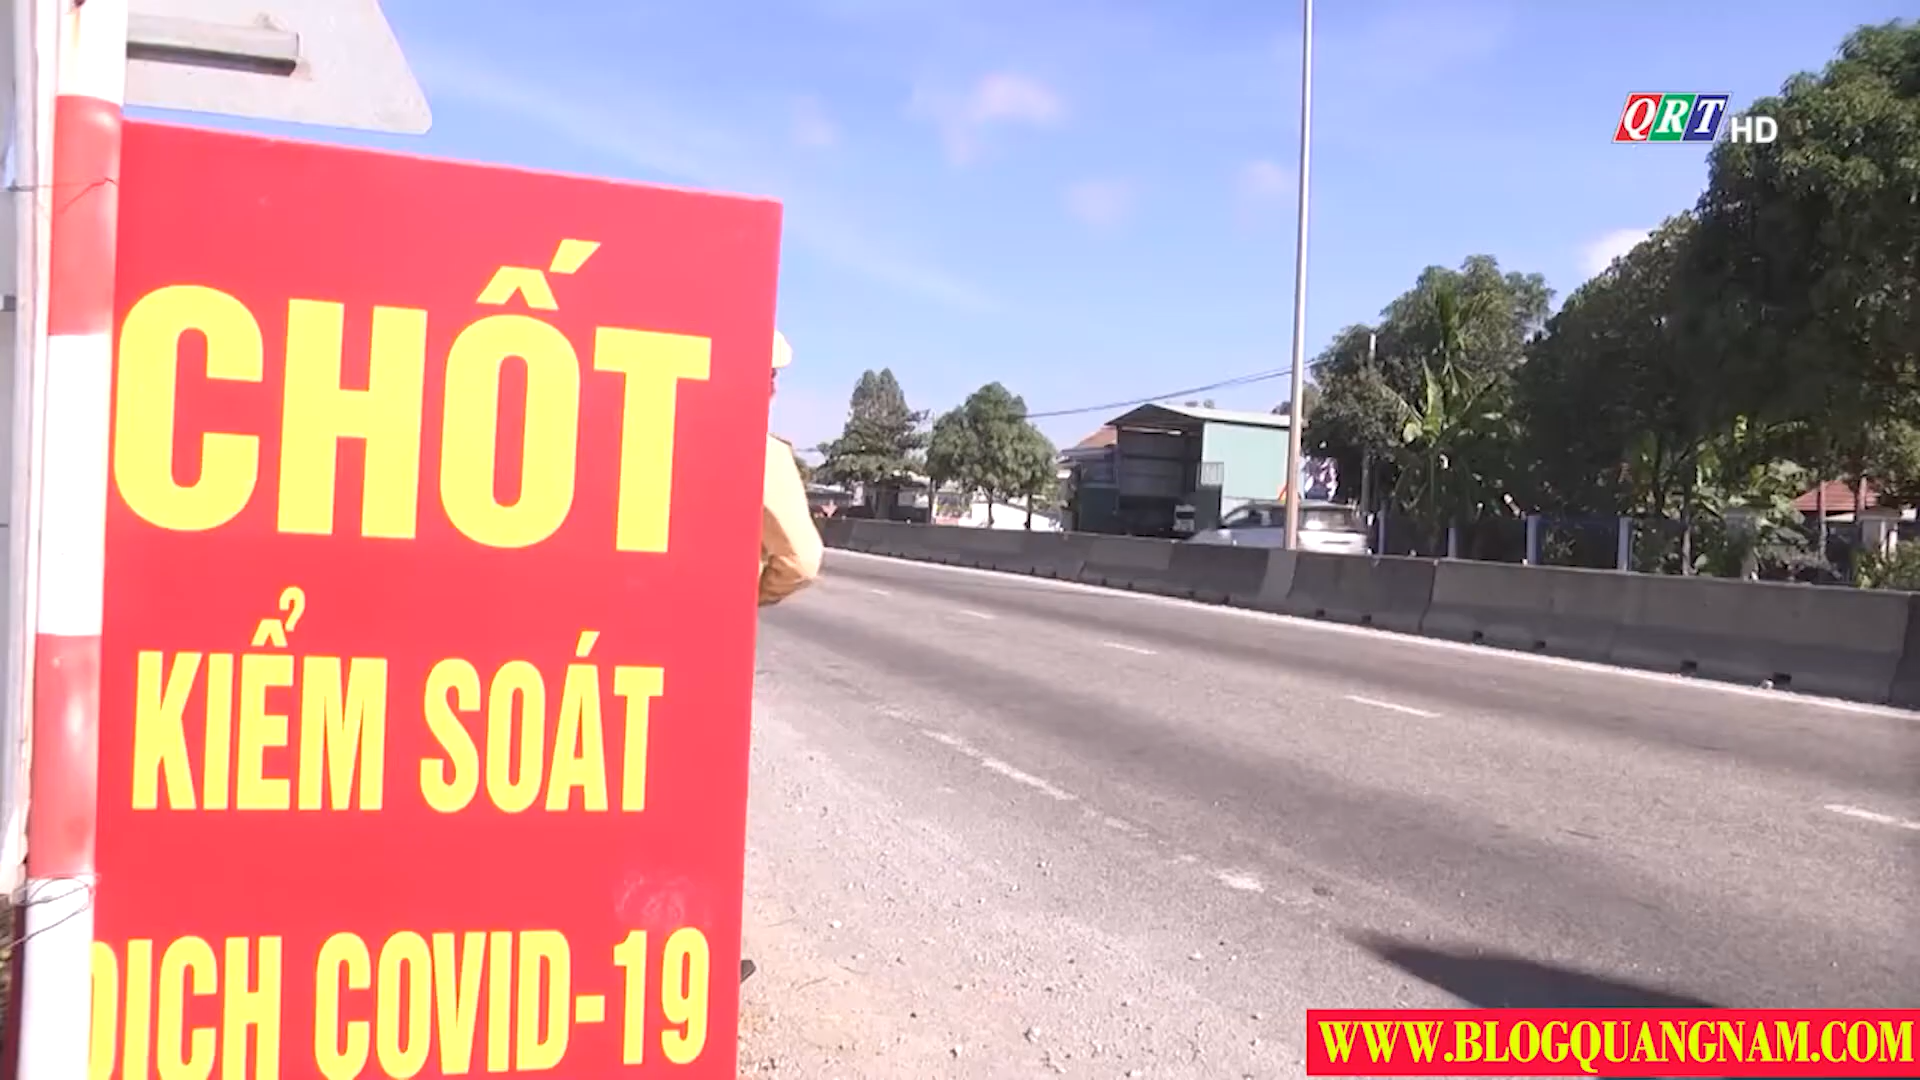 QRT HD
CHỐT
KIỂM SOÁT
DỊCH COVID-19
WWW.BLOGQUANGNAM.COM